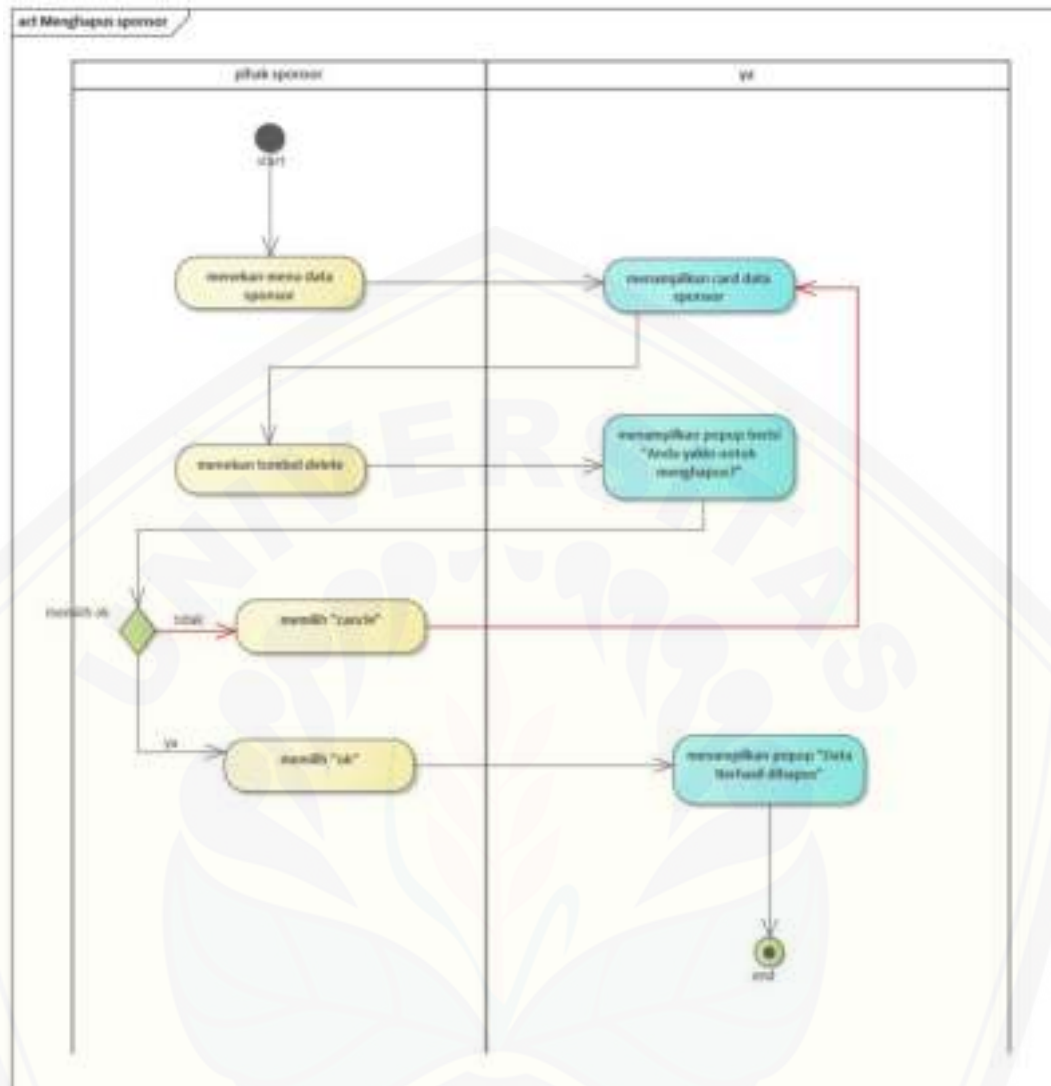 act Menghapus sponsor
pihak sponsor
ya
start
menekan menu data
sponsor
menampilkan card data
sponsor
menekan tombol delete
menampilkan popup berisi
"Anda yakin untuk
menghapus?"
memilih ok
tidak
memilih "cancle"
ya
memilih "ok"
menampilkan popup "Data
Berhasil dihapus"
end
UNIVERSITAS